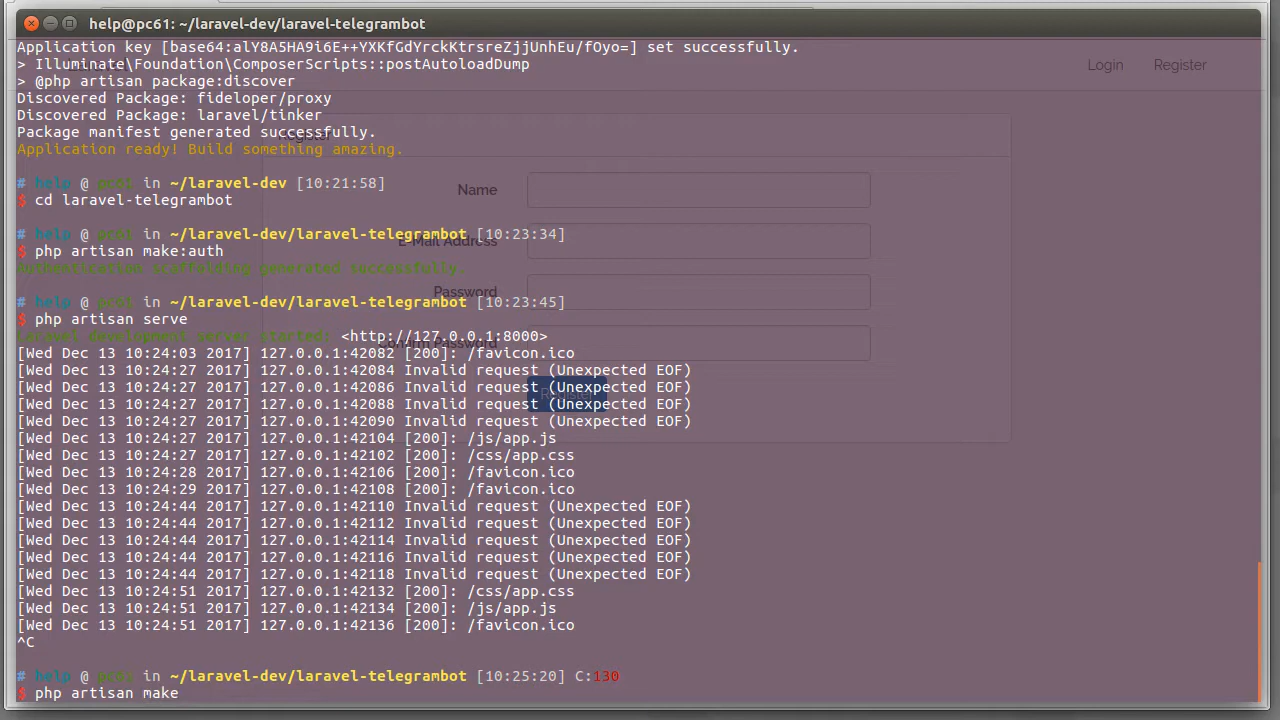 help@pc61: ~/laravel-dev/laravel-telegrambot
Application key [base64:alY8A5HA9i6E++YXKfGdYrckKtrsreZjjUnhEu/fOyo=] set successfully.
> Illuminate\Foundation\ComposerScripts::postAutoloadDump
> @php artisan package:discover
Discovered Package: fideloper/proxy
Discovered Package: laravel/tinker
Package manifest generated successfully.
Application ready! Build something amazing.
# help @ pc61 in ~/laravel-dev [10:21:58]
$ cd laravel-telegrambot
# help @ pc61 in ~/laravel-dev/laravel-telegrambot [10:23:34]
$ php artisan make:auth
Authentication scaffolding generated successfully.
# help @ pc61 in ~/laravel-dev/laravel-telegrambot [10:23:45]
$ php artisan serve
Laravel development server started: <http://127.0.0.1:8000>
[Wed Dec 13 10:24:03 2017] 127.0.0.1:42082 [200]: /favicon.ico
[Wed Dec 13 10:24:27 2017] 127.0.0.1:42084 Invalid request (Unexpected EOF)
[Wed Dec 13 10:24:27 2017] 127.0.0.1:42086 Invalid request (Unexpected EOF)
[Wed Dec 13 10:24:27 2017] 127.0.0.1:42088 Invalid request (Unexpected EOF)
[Wed Dec 13 10:24:27 2017] 127.0.0.1:42090 Invalid request (Unexpected EOF)
[Wed Dec 13 10:24:27 2017] 127.0.0.1:42104 [200]: /js/app.js
[Wed Dec 13 10:24:27 2017] 127.0.0.1:42102 [200]: /css/app.css
[Wed Dec 13 10:24:28 2017] 127.0.0.1:42106 [200]: /favicon.ico
[Wed Dec 13 10:24:29 2017] 127.0.0.1:42108 [200]: /favicon.ico
[Wed Dec 13 10:24:44 2017] 127.0.0.1:42110 Invalid request (Unexpected EOF)
[Wed Dec 13 10:24:44 2017] 127.0.0.1:42112 Invalid request (Unexpected EOF)
[Wed Dec 13 10:24:44 2017] 127.0.0.1:42114 Invalid request (Unexpected EOF)
[Wed Dec 13 10:24:44 2017] 127.0.0.1:42116 Invalid request (Unexpected EOF)
[Wed Dec 13 10:24:44 2017] 127.0.0.1:42118 Invalid request (Unexpected EOF)
[Wed Dec 13 10:24:51 2017] 127.0.0.1:42132 [200]: /css/app.css
[Wed Dec 13 10:24:51 2017] 127.0.0.1:42134 [200]: /js/app.js
[Wed Dec 13 10:24:51 2017] 127.0.0.1:42136 [200]: /favicon.ico
^C
# help @ pc61 in ~/laravel-dev/laravel-telegrambot [10:25:20] C:130
$ php artisan make
Login Register
Register
Name
E-Mail Address
Password
Confirm Password
Register